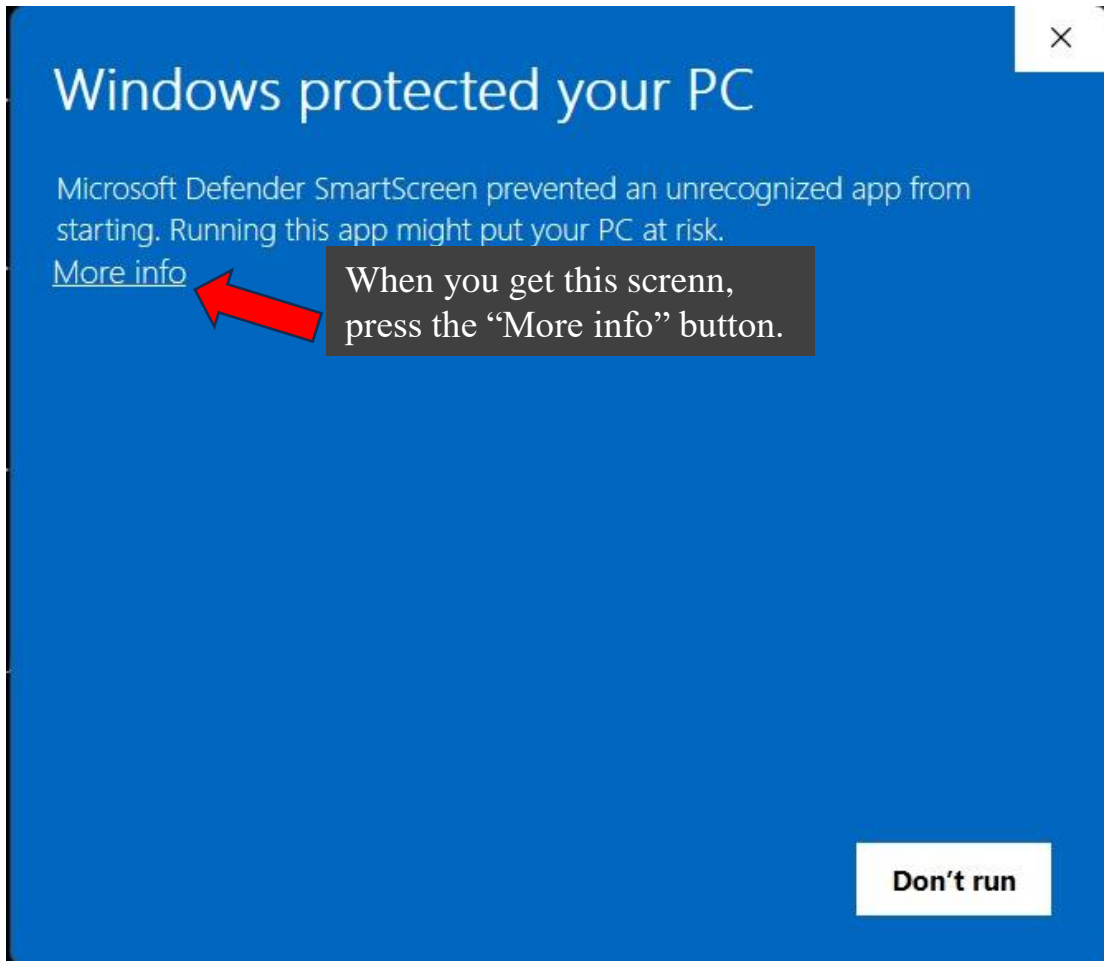 Windows protected your PC
Microsoft Defender SmartScreen prevented an unrecognized app from
starting. Running this app might put your PC at risk.
More info
When you get this screnn,
press the “More info” button.
Don’t run